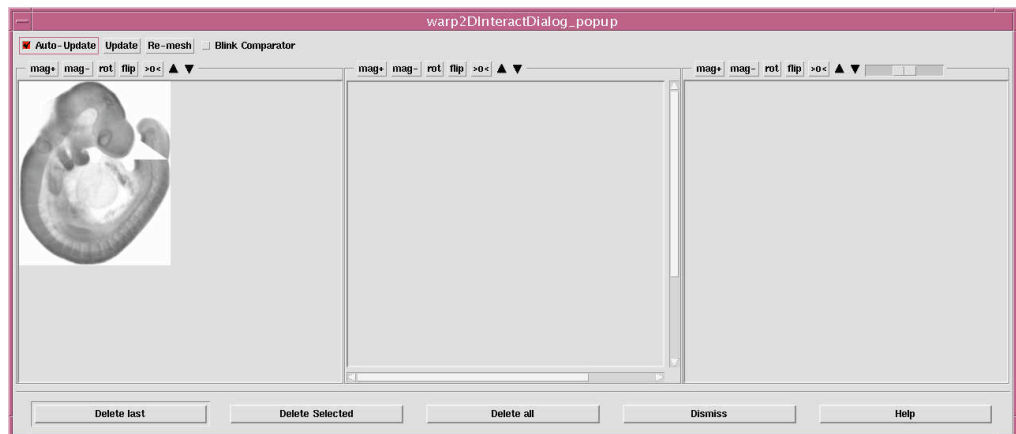 warp2DInteractDialog_popup
Auto-Update Update Re-mesh Blink Comparator
mag+ mag- rot flip >o< mag+ mag- rot flip >o< mag+ mag- rot flip >o<
Delete last Delete Selected Delete all Dismiss Help